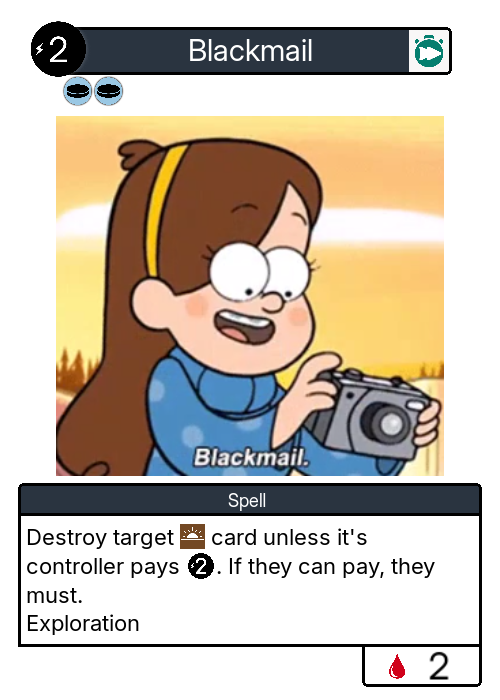 2 Blackmail
Blackmail.
Spell
Destroy target card unless it's
controller pays 2. If they can pay, they
must.
Exploration
2